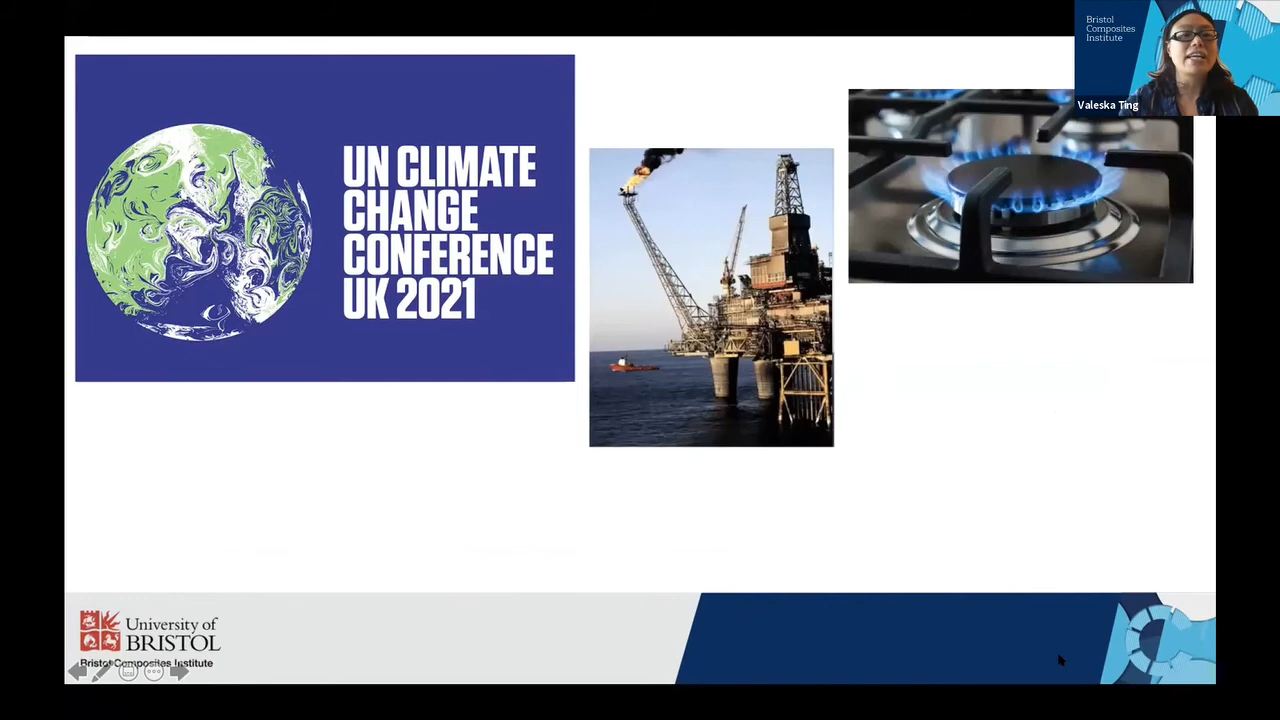 Bristol
Composites
Institute
Valeska Ting
UN CLIMATE
CHANGE
CONFERENCE
UK 2021
University of
BRISTOL
Bristol Composites Institute